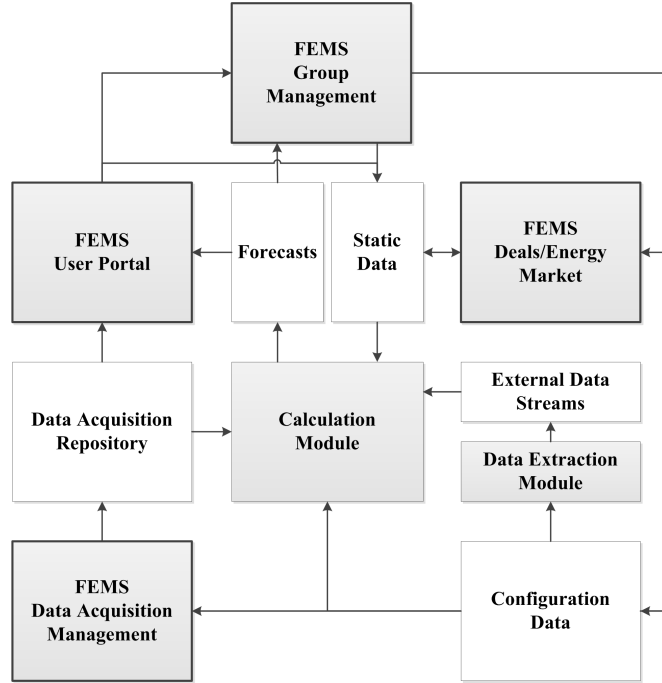 FEMS
Group
Management
FEMS
User Portal
Forecasts
Static
Data
FEMS
Deals/Energy
Market
Data Acquisition
Repository
Calculation
Module
External Data
Streams
Data Extraction
Module
FEMS
Data Acquisition
Management
Configuration
Data